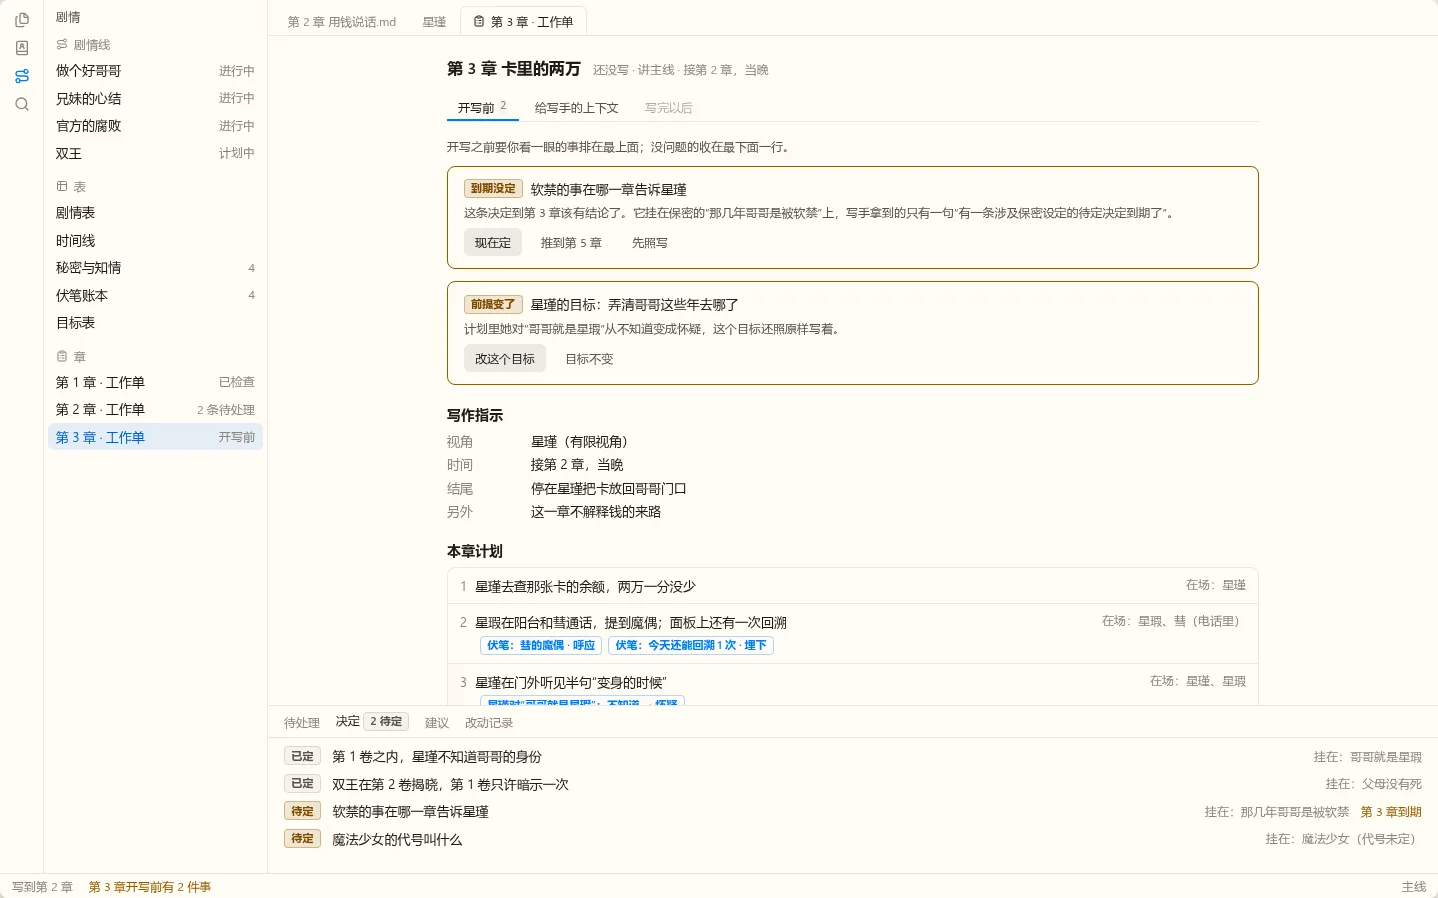 剧情
剧情线
做个好哥哥 进行中
兄妹的心结 进行中
官方的腐败 进行中
双王 计划中
表
剧情表
时间线
秘密与知情 4
伏笔账本 4
目标表
章
第 1 章 · 工作单 已检查
第 2 章 · 工作单 2 条待处理
第 3 章 · 工作单 开写前
第 2 章 用钱说话.md 星瑾 第 3 章 · 工作单
第 3 章 卡里的两万 还没写 · 讲主线 · 接第 2 章，当晚
开写前 2 给写手的上下文 写完以后
开写之前要你看一眼的事排在最上面；没问题的收在最下面一行。
到期没定 软禁的事在哪一章告诉星瑾
这条决定到第 3 章该有结论了。它挂在保密的“那几年哥哥是被软禁”上，写手拿到的只有一句“有一条涉及保密设定的待定决定到期了”。
现在定 推到第 5 章 先照写
前提变了 星瑾的目标：弄清哥哥这些年去哪了
计划里她对“哥哥就是星瑕”从不知道变成怀疑，这个目标还照原样写着。
改这个目标 目标不变
写作指示
视角 星瑾（有限视角）
时间 接第 2 章，当晚
结尾 停在星瑾把卡放回哥哥门口
另外 这一章不解释钱的来路
本章计划
1 星瑾去查那张卡的余额，两万一分没少 在场：星瑾
2 星瑕在阳台和彗通话，提到魔偶；面板上还有一次回溯 在场：星瑕、彗（电话里）
伏笔：彗的魔偶 · 呼应 伏笔：今天还能回溯 1 次 · 埋下
3 星瑾在门外听见半句“变身的时候” 在场：星瑾、星瑕
星瑾对“哥哥就是星瑕”：不知道 → 怀疑
待处理 决定 2 待定 建议 改动记录
已定 第 1 卷之内，星瑾不知道哥哥的身份 挂在：哥哥就是星瑕
已定 双王在第 2 卷揭晓，第 1 卷只许暗示一次 挂在：父母没有死
待定 软禁的事在哪一章告诉星瑾 挂在：那几年哥哥是被软禁 第 3 章到期
待定 魔法少女的代号叫什么 挂在：魔法少女（代号未定）
写到第 2 章 第 3 章开写前有 2 件事 主线